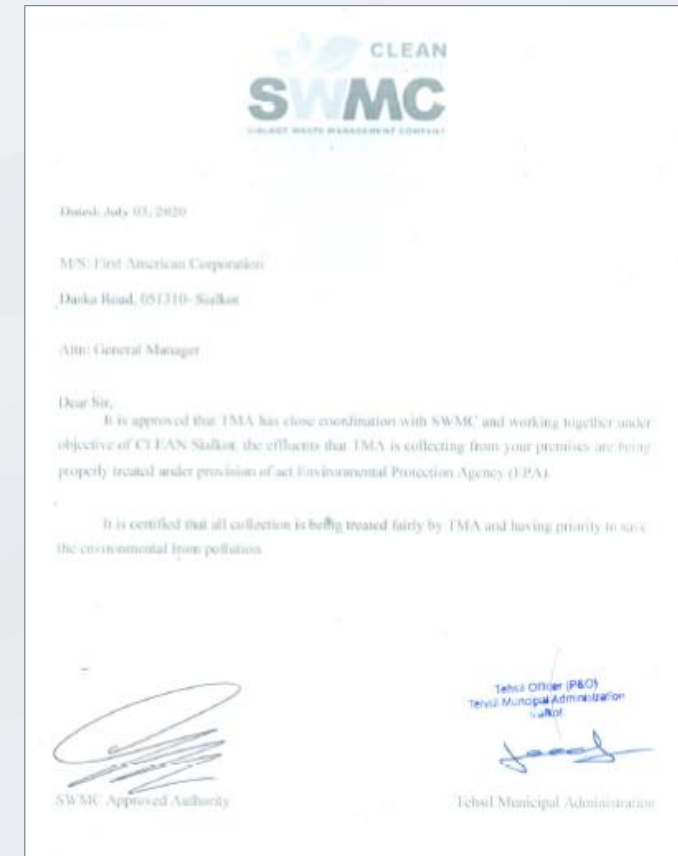 CLEAN
SWMC
SIALKOT WASTE MANAGEMENT COMPANY
Dated: July 03, 2020
M/S: First American Corporation
Daska Road, 051310- Sialkot
Attn: General Manager
Dear Sir,
It is approved that TMA has close coordination with SWMC and working together under
objective of CLEAN Sialkot, the effluents that TMA is collecting from your premises are being
properly treated under provision of act Environmental Protection Agency (EPA).
It is certified that all collection is being treated fairly by TMA and having priority to save
the environmental from pollution.
Tehsil Officer (P&C)
Tehsil Municipal Administration
Sialkot
SWMC Approved Authority
Tehsil Municipal Administration